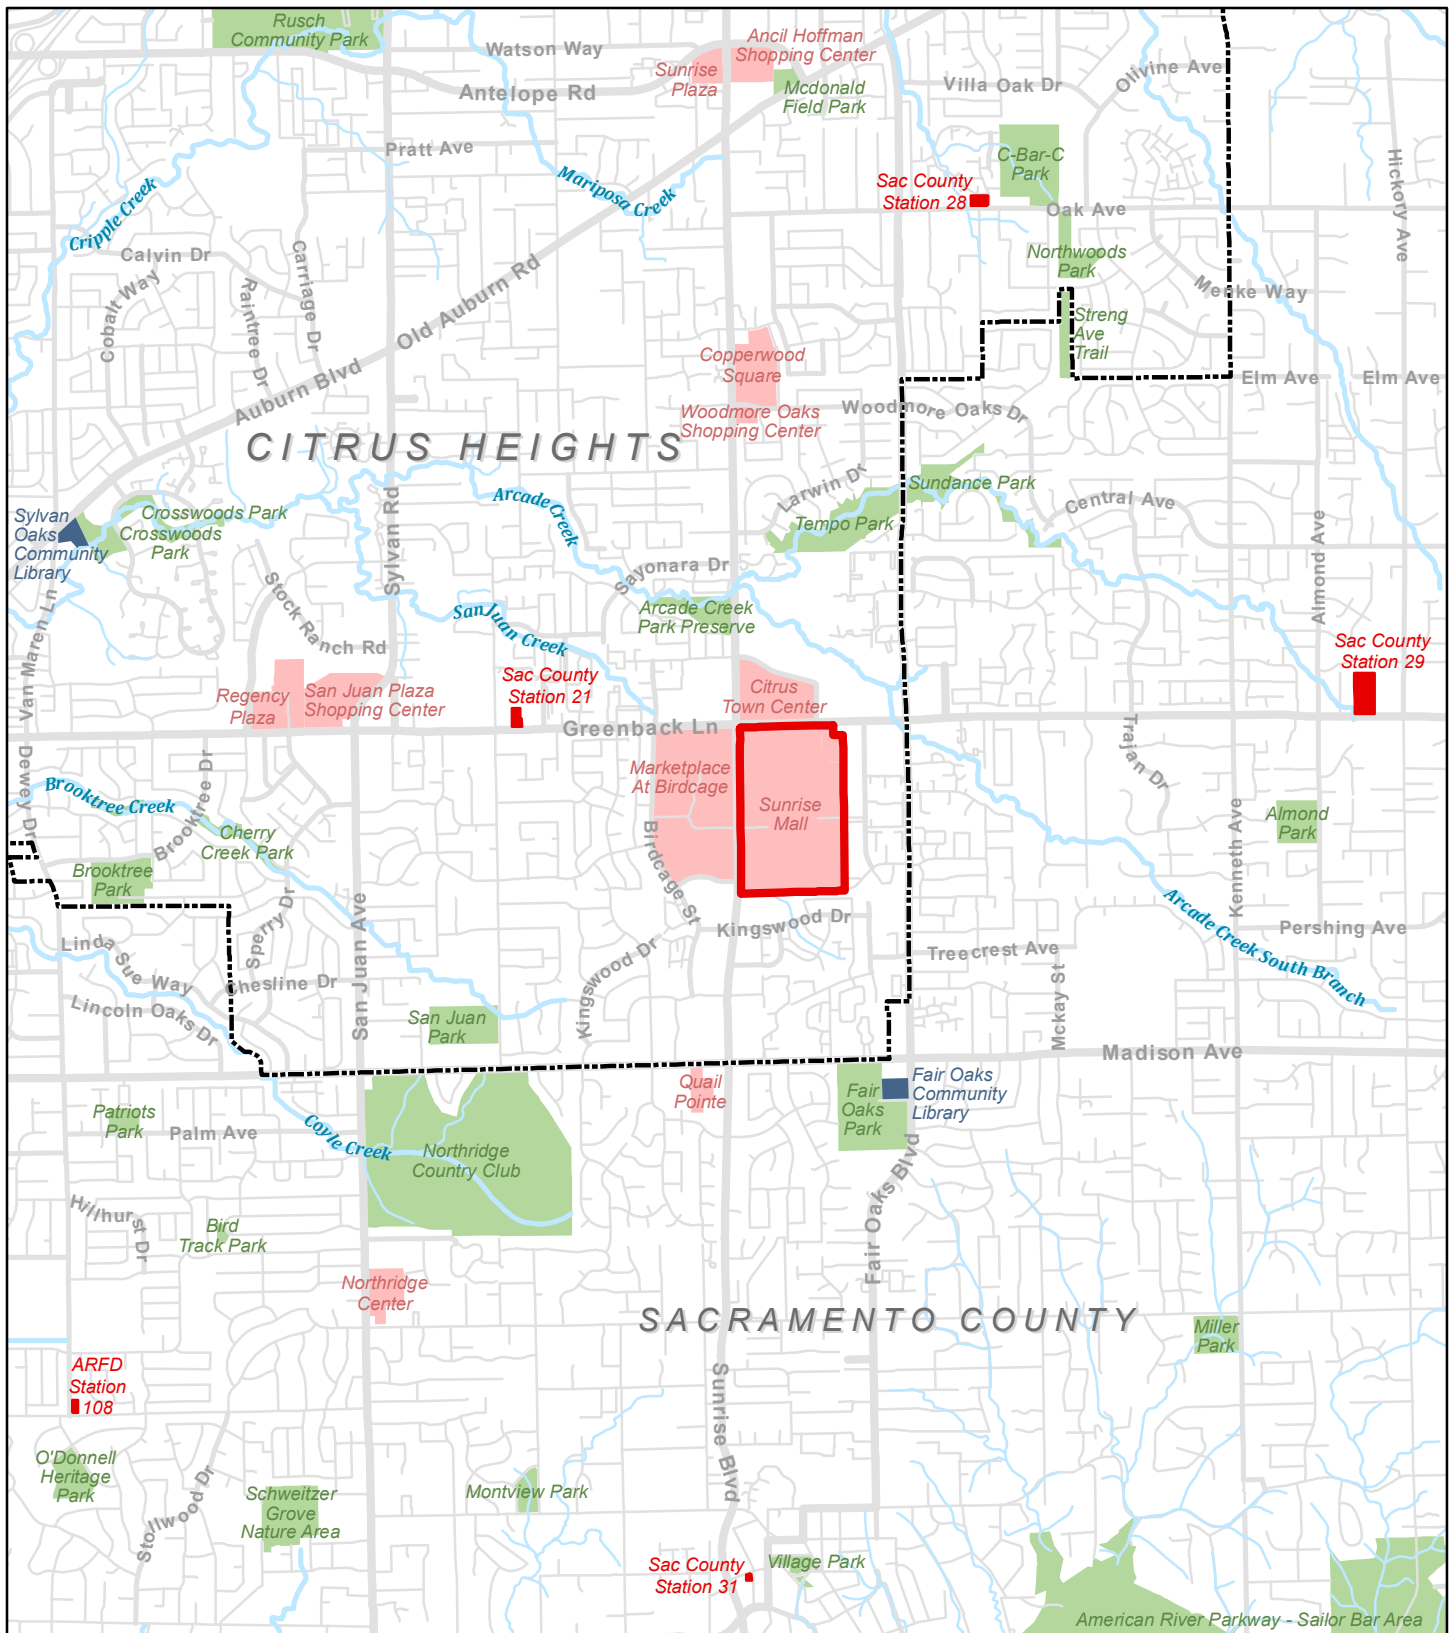 Rusch
Community Park
Watson Way
Ancil Hoffman
Shopping Center
Sunrise
Plaza
Antelope Rd
Mcdonald
Field Park
Villa Oak Dr
Olivine Ave
Pratt Ave
C-Bar-C
Park
Hickory Ave
Mariposa Creek
Sac County
Station 28
Oak Ave
Cripple Creek
Calvin Dr
Cobalt Way
Raintree Dr
Carriage Dr
Old Auburn Rd
Northwoods
Park
Menke Way
Streng
Ave
Trail
Copperwood
Square
Auburn Blvd
Elm Ave
Elm Ave
Woodmore Oaks
Shopping Center
Woodmore Oaks Dr
CITRUS HEIGHTS
Larwin Dr
Sundance Park
Central Ave
Arcade Creek
Sylvan Rd
Tempo Park
Sylvan
Oaks
Community
Library
Crosswoods Park
Crosswoods
Park
Almond Ave
Sayonara Dr
Stock Ranch Rd
San Juan Creek
Arcade Creek
Park Preserve
Van Maren Ln
Sac County
Station 29
Sac County
Station 21
Regency
Plaza
San Juan Plaza
Shopping Center
Citrus
Town Center
Greenback Ln
Trajan Dr
Dewey Dr
Brooktree Creek
Brooktree Dr
Marketplace
At Birdcage
Sunrise
Mall
Almond
Park
Kenneth Ave
Cherry
Creek Park
Brooktree
Park
Birdcage St
Sperry Dr
San Juan Ave
Kingswood Dr
Arcade Creek South Branch
Pershing Ave
Linda
Sue Way
Treecrest Ave
Kingswood Dr
Chesline Dr
Lincoln Oaks Dr
San Juan
Park
Mckay St
Madison Ave
Quail
Pointe
Fair
Oaks
Park
Fair Oaks
Community
Library
Patriots
Park
Palm Ave
Coyle Creek
Northridge
Country Club
Fair Oaks Blvd
Hillhurst Dr
Bird
Track Park
Northridge
Center
SACRAMENTO COUNTY
Miller
Park
ARFD
Station
108
Sunrise Blvd
O'Donnell
Heritage
Park
Stollwood Dr
Schweitzer
Grove
Nature Area
Montview Park
Sac County
Station 31
Village Park
American River Parkway - Sailor Bar Area